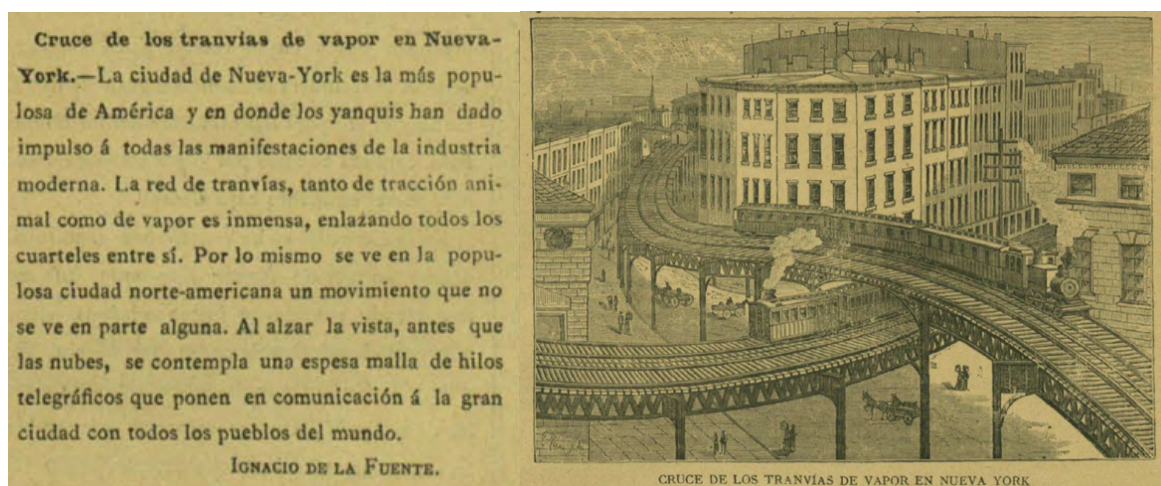 Cruce de los tranvías de vapor en Nueva-
York.—La ciudad de Nueva-York es la más popu-
losa de América y en donde los yanquis han dado
impulso á todas las manifestaciones de la industria
moderna. La red de tranvías, tanto de tracción ani-
mal como de vapor es inmensa, enlazando todos los
cuarteles entre sí. Por lo mismo se ve en la popu-
losa ciudad norte-americana un movimiento que no
se ve en parte alguna. Al alzar la vista, antes que
las nubes, se contempla una espesa malla de hilos
telegráficos que ponen en comunicación á la gran
ciudad con todos los pueblos del mundo.
IGNACIO DE LA FUENTE.
CRUCE DE LOS TRANVÍAS DE VAPOR EN NUEVA YORK